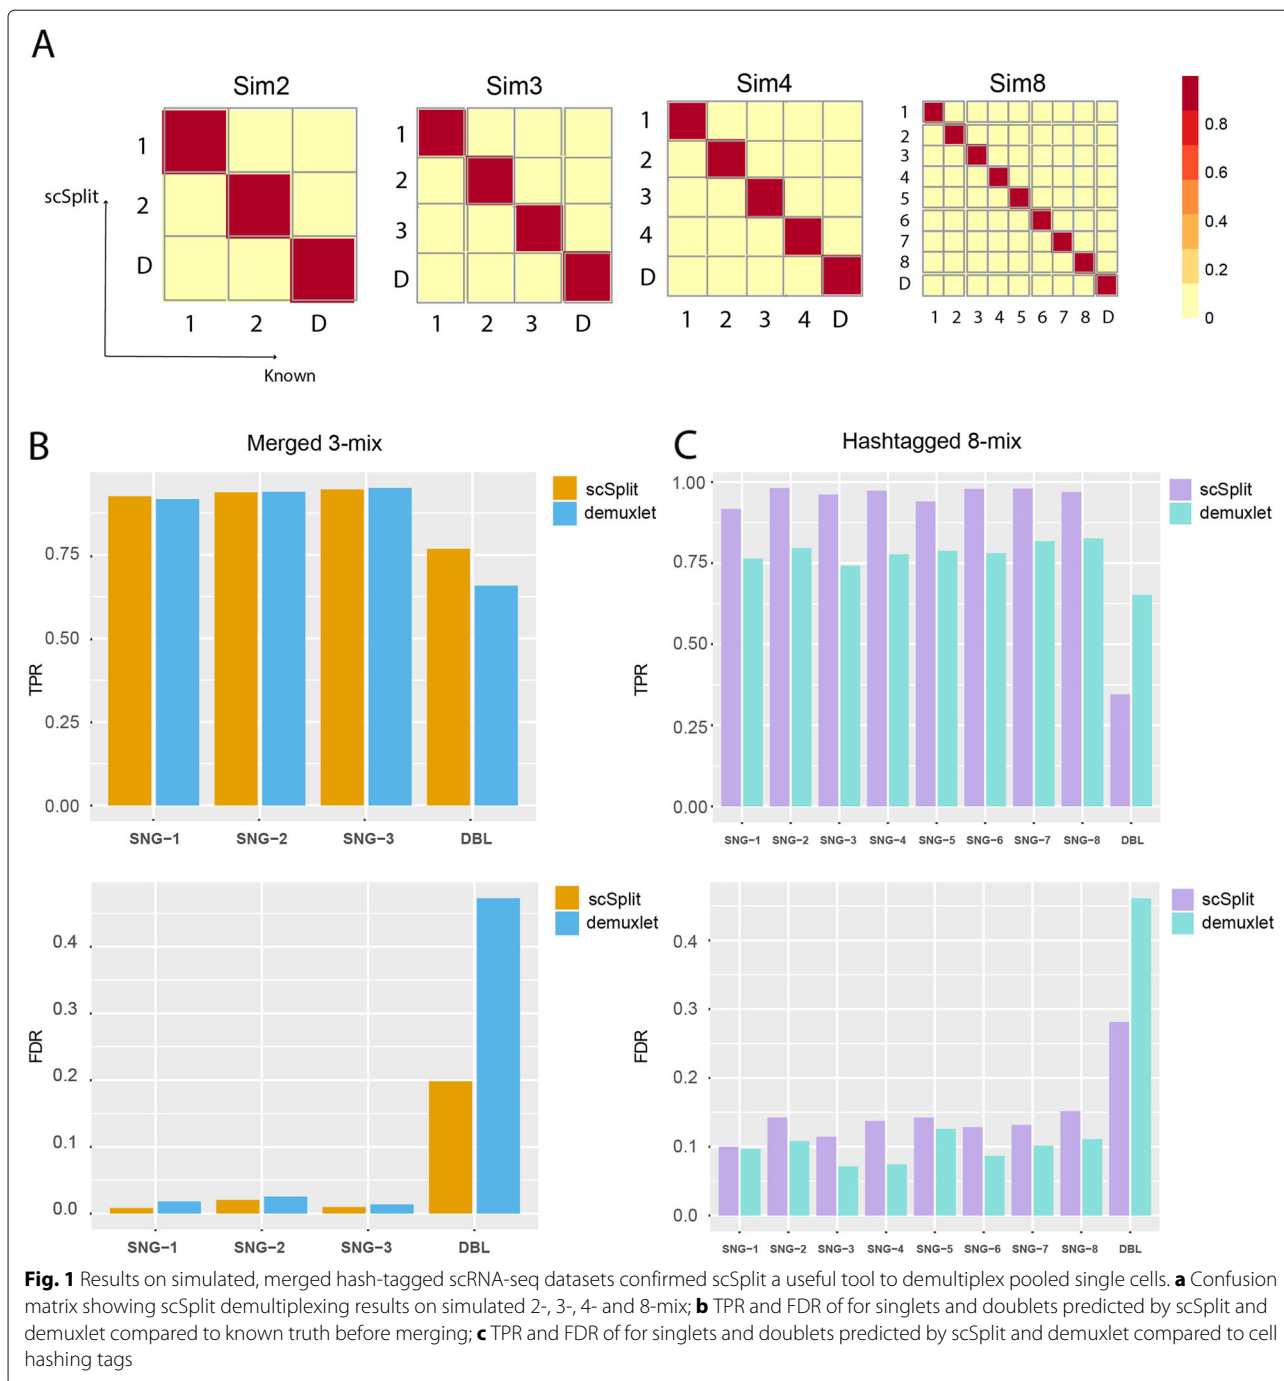 A
Sim2
Sim3
Sim4
Sim8
1
2
D
1
2
D
1
2
3
D
1
2
3
D
1
2
3
4
D
1
2
3
4
D
1
2
3
4
5
6
7
8
D
1 2 3 4 5 6 7 8 D
0.8
0.6
0.4
0.2
0
scSplit
Known
B
Merged 3-mix
scSplit
demuxlet
TPR
0.75
0.50
0.25
0.00
SNG-1 SNG-2 SNG-3 DBL
scSplit
demuxlet
FDR
0.4
0.3
0.2
0.1
0.0
SNG-1 SNG-2 SNG-3 DBL
C
Hashtagged 8-mix
scSplit
demuxlet
TPR
1.00
0.75
0.50
0.25
0.00
SNG-1 SNG-2 SNG-3 SNG-4 SNG-5 SNG-6 SNG-7 SNG-8 DBL
scSplit
demuxlet
FDR
0.4
0.3
0.2
0.1
0.0
SNG-1 SNG-2 SNG-3 SNG-4 SNG-5 SNG-6 SNG-7 SNG-8 DBL
Fig. 1 Results on simulated, merged hash-tagged scRNA-seq datasets confirmed scSplit a useful tool to demultiplex pooled single cells. a Confusion
matrix showing scSplit demultiplexing results on simulated 2-, 3-, 4- and 8-mix; b TPR and FDR of for singlets and doublets predicted by scSplit and
demuxlet compared to known truth before merging; c TPR and FDR of for singlets and doublets predicted by scSplit and demuxlet compared to cell
hashing tags